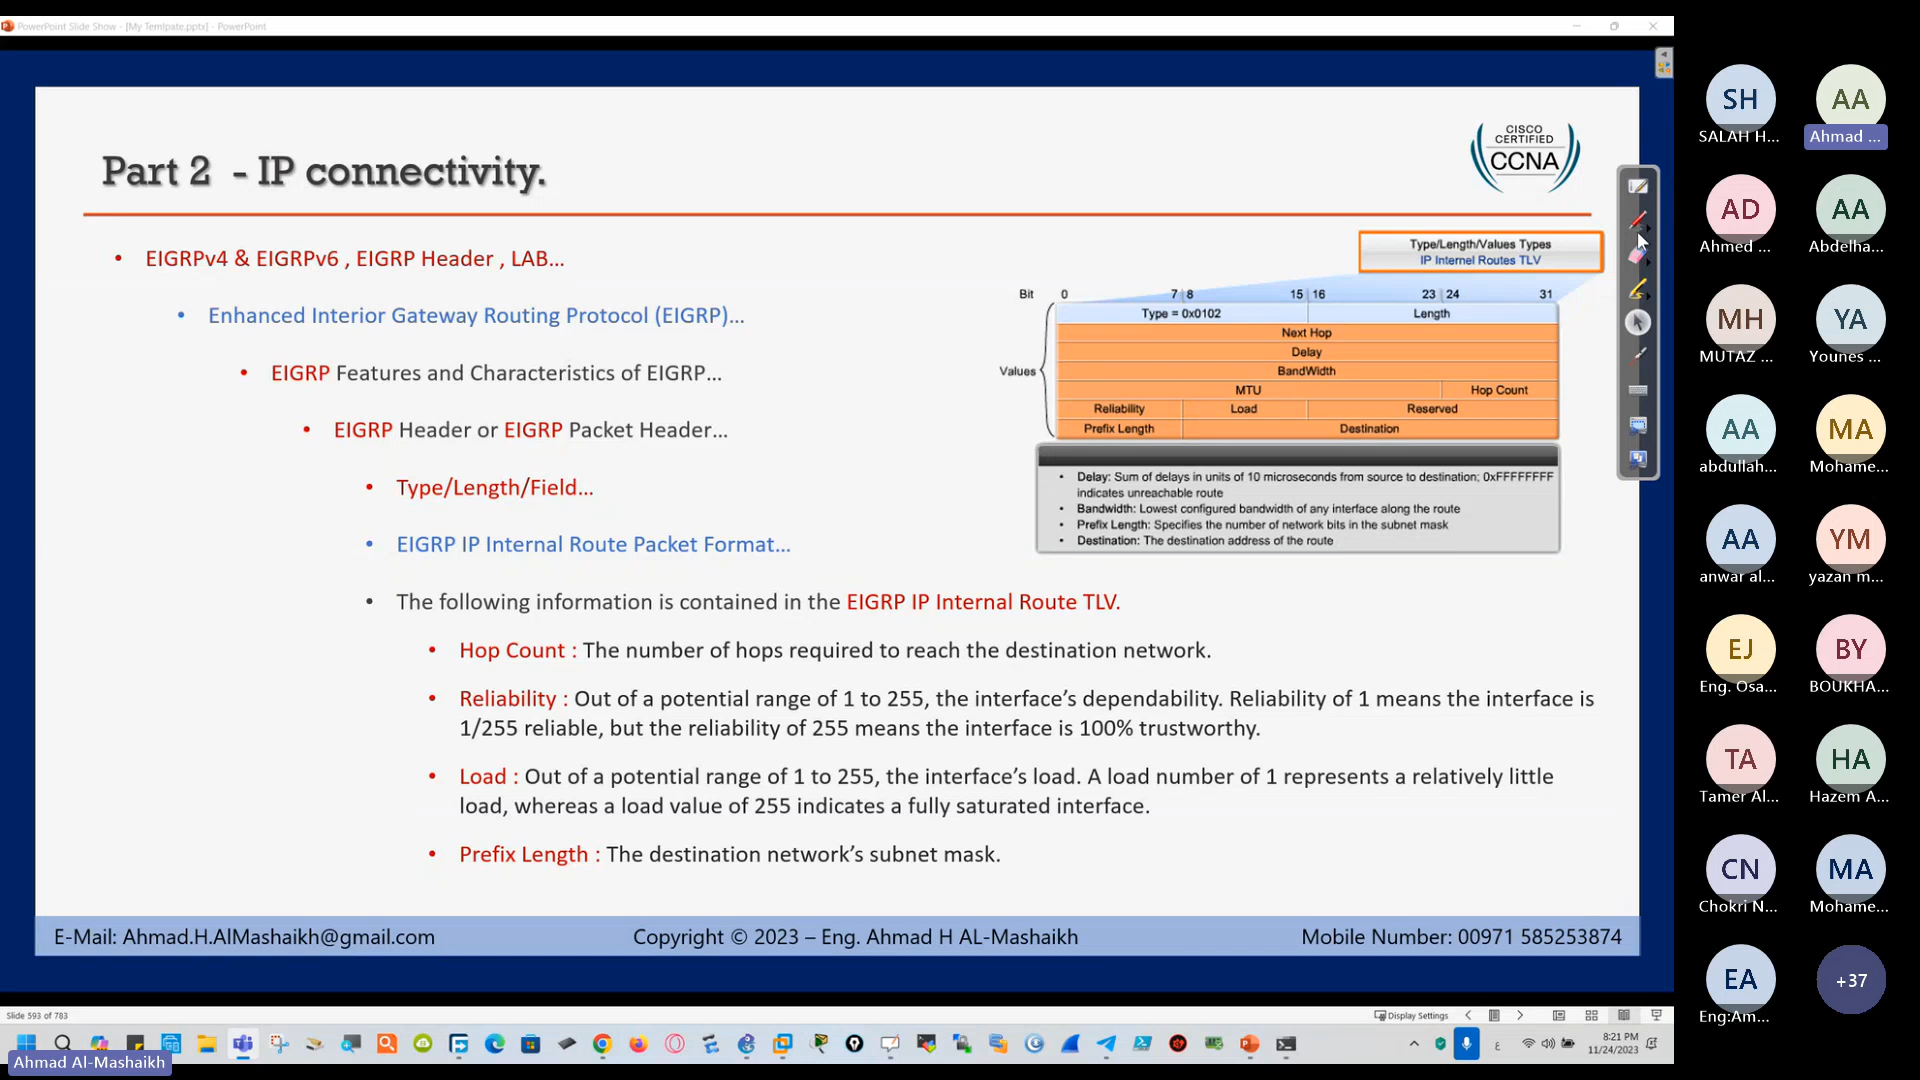 PowerPoint Slide Show - [My Temlpate.pptx] - PowerPoint
Part 2 - IP connectivity.
CISCO
CERTIFIED
CCNA
• EIGRPv4 & EIGRPv6 , EIGRP Header , LAB...
• Enhanced Interior Gateway Routing Protocol (EIGRP)...
• EIGRP Features and Characteristics of EIGRP...
• EIGRP Header or EIGRP Packet Header...
• Type/Length/Field...
• EIGRP IP Internal Route Packet Format...
• The following information is contained in the EIGRP IP Internal Route TLV.
• Hop Count : The number of hops required to reach the destination network.
• Reliability : Out of a potential range of 1 to 255, the interface’s dependability. Reliability of 1 means the interface is
1/255 reliable, but the reliability of 255 means the interface is 100% trustworthy.
• Load : Out of a potential range of 1 to 255, the interface’s load. A load number of 1 represents a relatively little
load, whereas a load value of 255 indicates a fully saturated interface.
• Prefix Length : The destination network’s subnet mask.
Type/Length/Values Types
IP Internel Routes TLV
Bit 0 7 8 15 16 23 24 31
Type = 0x0102 Length
Next Hop
Delay
Values
BandWidth
MTU Hop Count
Reliability Load Reserved
Prefix Length Destination
• Delay: Sum of delays in units of 10 microseconds from source to destination; 0xFFFFFFFF
indicates unreachable route
• Bandwidth: Lowest configured bandwidth of any interface along the route
• Prefix Length: Specifies the number of network bits in the subnet mask
• Destination: The destination address of the route
E-Mail: Ahmad.H.AlMashaikh@gmail.com Copyright © 2023 – Eng. Ahmad H AL-Mashaikh Mobile Number: 00971 585253874
Slide 593 of 783 Display Settings
8:21 PM
11/24/2023
ع
Ahmad Al-Mashaikh
SH AA
SALAH H... Ahmad ...
AD AA
Ahmed ... Abdelha...
MH YA
MUTAZ ... Younes ...
AA MA
abdullah... Mohame...
AA YM
anwar al... yazan m...
EJ BY
Eng. Osa... BOUKHA...
TA HA
Tamer Al... Hazem A...
CN MA
Chokri N... Mohame...
EA +37
Eng:Am...